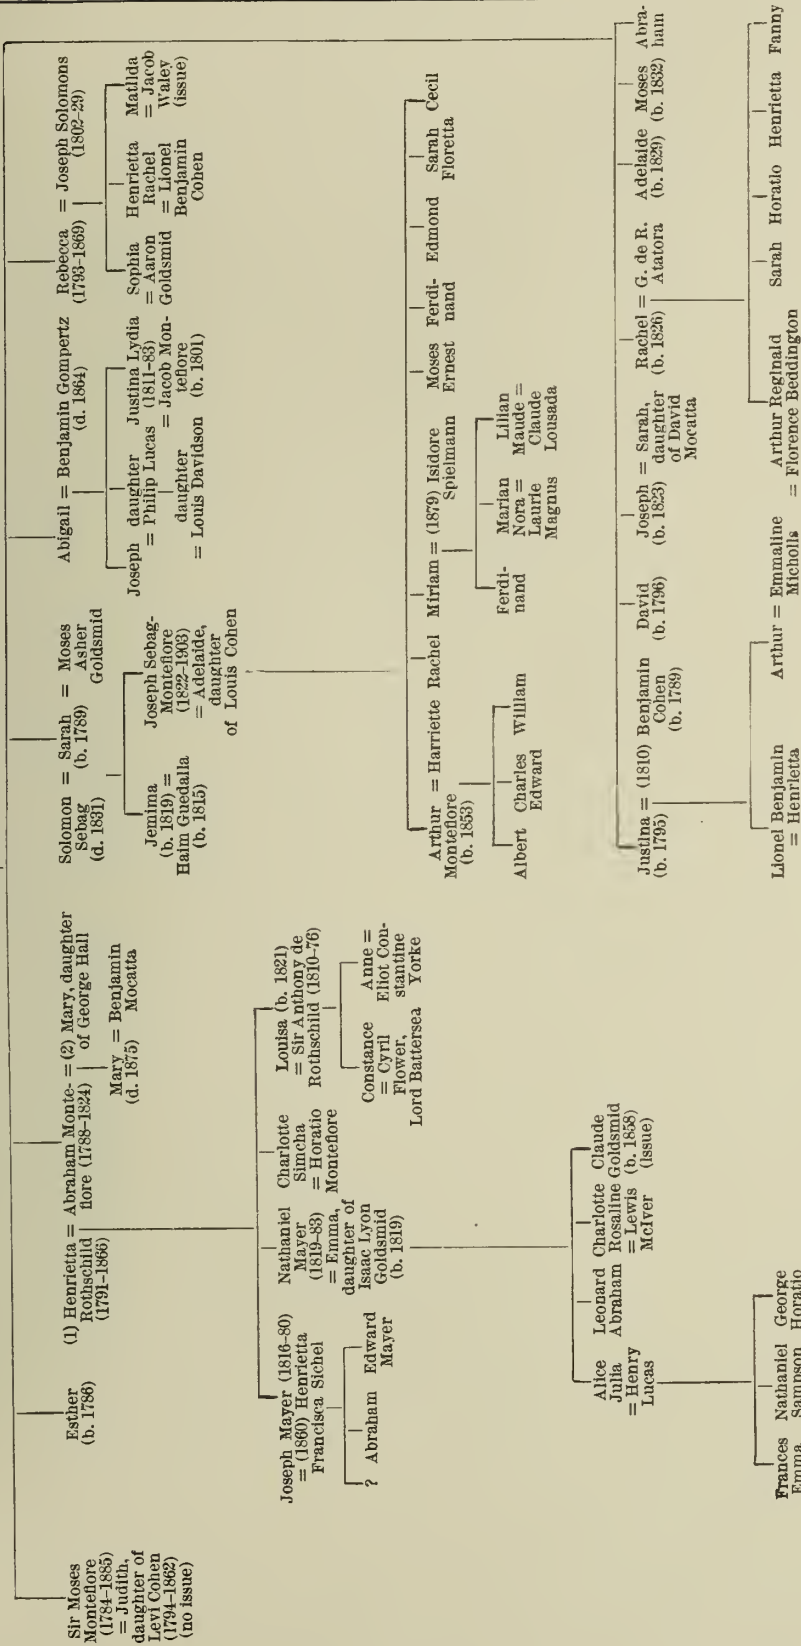 Sir Moses
Montefiore
(1784–1885)
= Judith,
daughter of
Levi Cohen
(1794–1862)
(no issue)
Esther
(b. 1786)
(1) Henrietta = Abraham Monte- = (2) Mary, daughter
Rothschild flore (1788–1824) of George Hall
(1791–1866)
Mary = Benjamin
(d. 1875) Mocatta
Solomon = Sarah = Moses
Sebag (b. 1789) Asher
(d. 1831) Goldsmid
Abigail = Benjamin Gompertz
(d. 1864)
Rebecca = Joseph Solomons
(1793–1869) (1802–29)
Jemima
(b. 1819) =
Haim Guedalla
(b. 1815)
Joseph Sebag-
Montefiore
(1822–1903)
= Adelaide,
daughter
of Louis Cohen
Joseph daughter Justina Lydia
= Philip Lucas (1811–83)
= Jacob Mon-
tefiore
(b. 1801)
daughter
= Louis Davidson
Sophia
= Aaron
Goldsmid
Henrietta
Rachel
= Lionel
Benjamin
Cohen
Matilda
= Jacob
Waley
(issue)
Joseph Mayer (1816–80)
= (1860) Henrietta
Francisca Sichel
Nathaniel
Mayer
(1819–83)
= Emma,
daughter of
Isaac Lyon
Goldsmid
(b. 1819)
Charlotte
Simcha
= Horatio
Montefiore
Louisa (b. 1821)
= Sir Anthony de
Rothschild (1810–76)
? Abraham Edward
Mayer
Constance
= Cyril
Flower,
Lord Battersea
Anne =
Eliot Con-
stantine
Yorke
Arthur = Harriette Rachel
Montefiore
(b. 1853)
Miriam = (1879) Isidore
Spielmann
Moses
Ernest
Ferdi-
nand
Edmond
Sarah
Floretta
Cecil
Albert Charles William
Edward
Ferdi-
nand
Marian
Nora =
Laurie
Magnus
Lilian
Maude =
Claude
Lousada
Alice
Julia
= Henry
Lucas
Leonard
Abraham
Charlotte
Rosaline
= Lewis
McIver
Claude
Goldsmid
(b. 1858)
(issue)
Frances
Emma
Nathaniel
Sampson
George
Horatio
Justina = (1810) Benjamin
(b. 1795) Cohen
(b. 1789)
David
(b. 1796)
Joseph = Sarah,
(b. 1823) daughter
of David
Mocatta
Rachel = G. de R.
(b. 1826) Atatora
Adelaide
(b. 1829)
Moses
(b. 1832)
Abra-
ham
Lionel Benjamin
= Henrietta
Arthur = Emmaline
Micholls
Arthur Reginald
= Florence Beddington
Sarah Horatio Henrietta Fanny